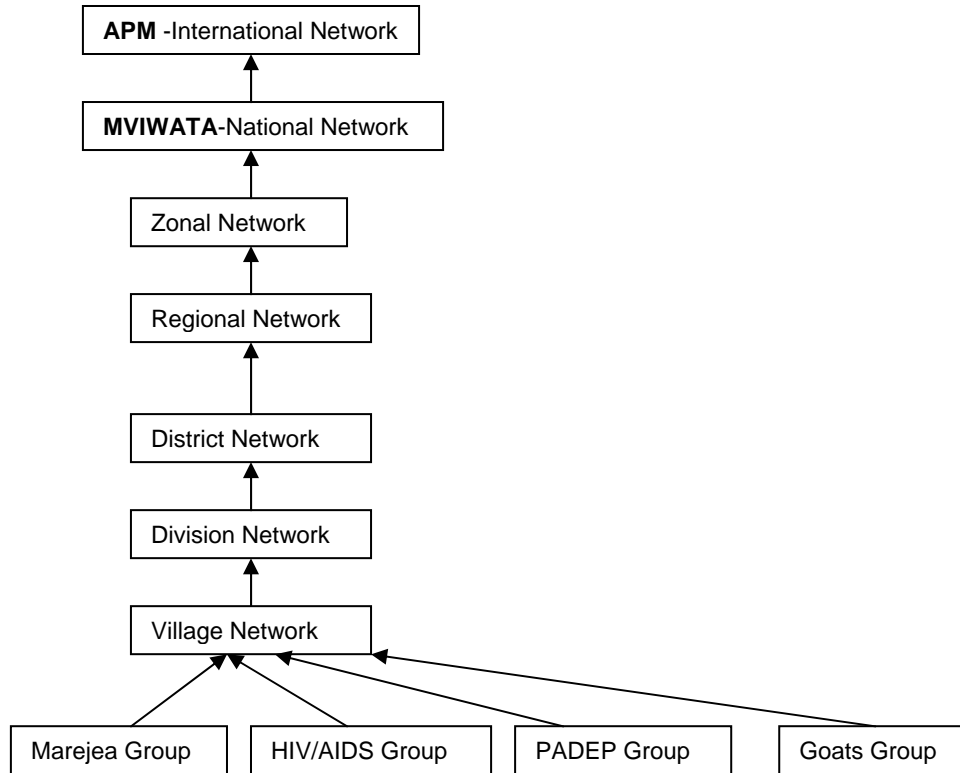 APM -International Network
MVIWATA-National Network
Zonal Network
Regional Network
District Network
Division Network
Village Network
Marejea Group
HIV/AIDS Group
PADEP Group
Goats Group